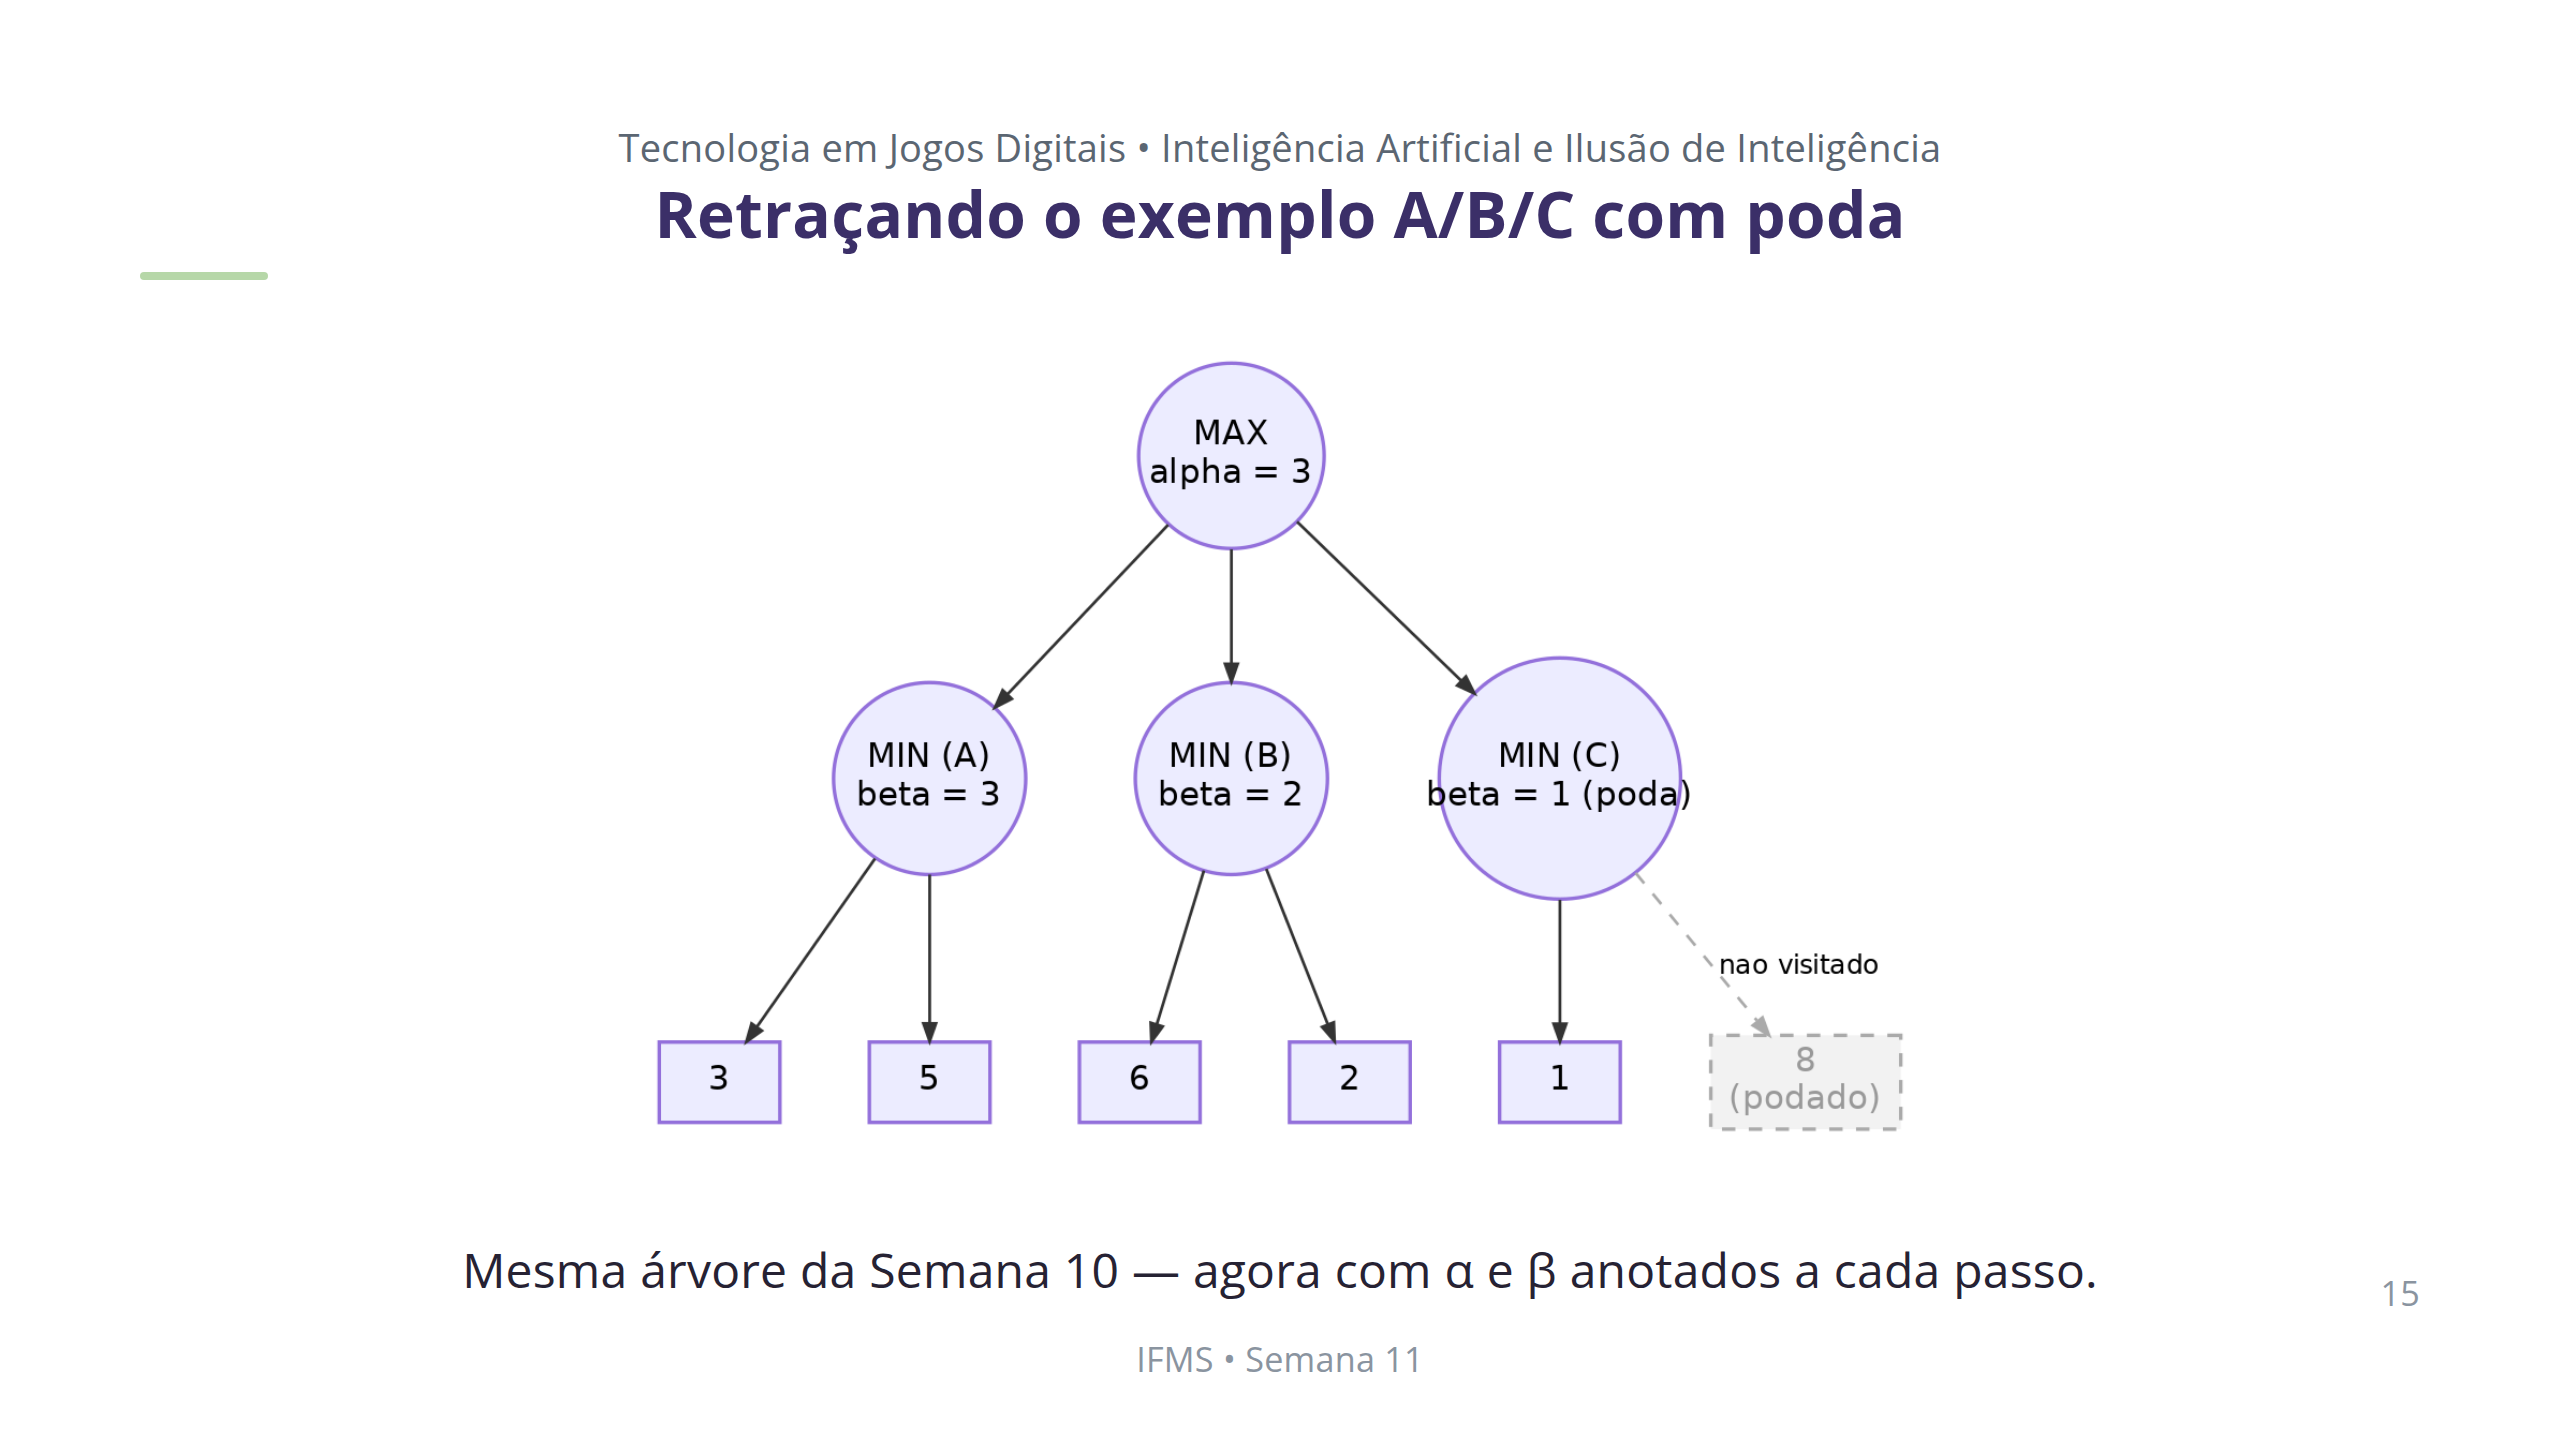 Tecnologia em Jogos Digitais • Inteligência Artificial e Ilusão de Inteligência
Retraçando o exemplo A/B/C com poda
MAX
alpha = 3
MIN (A)
beta = 3
MIN (B)
beta = 2
MIN (C)
beta = 1 (poda)
nao visitado
3
5
6
2
1
8
(podado)
Mesma árvore da Semana 10 — agora com α e β anotados a cada passo.
15
IFMS • Semana 11